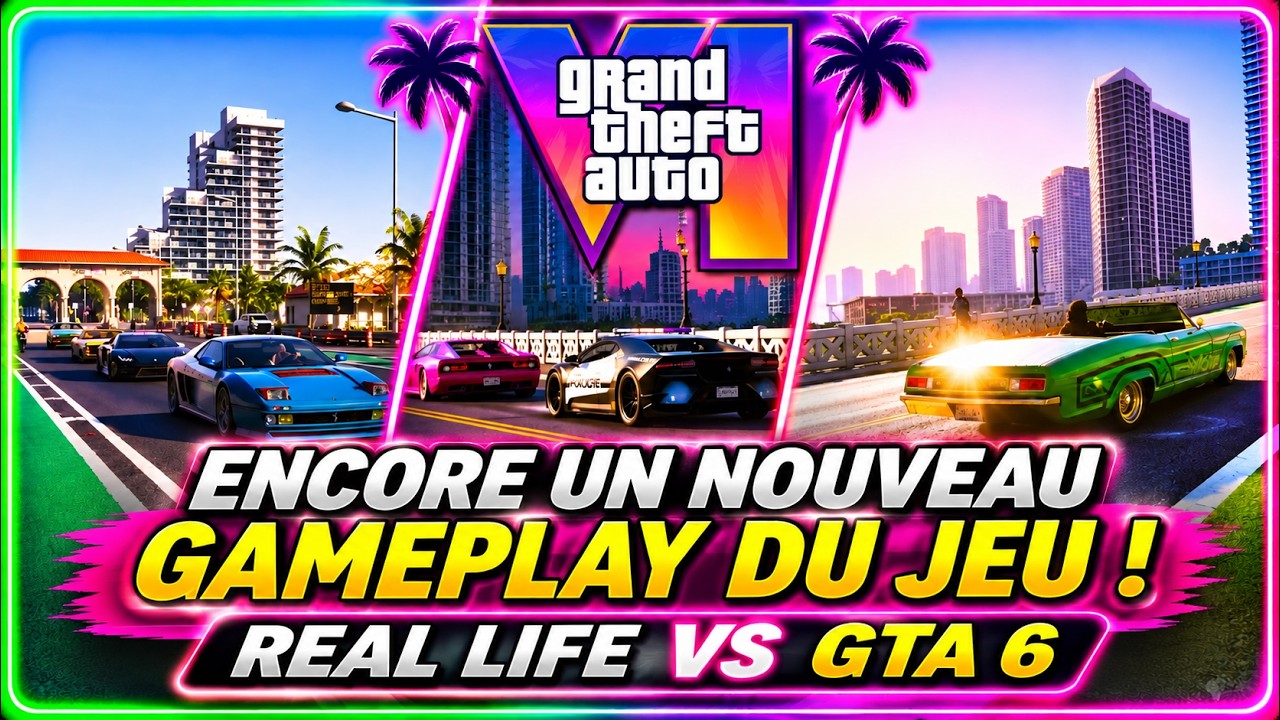 VI
grand
theft
auto
ENCORE UN NOUVEAU
GAMEPLAY DU JEU !
REAL LIFE VS GTA 6